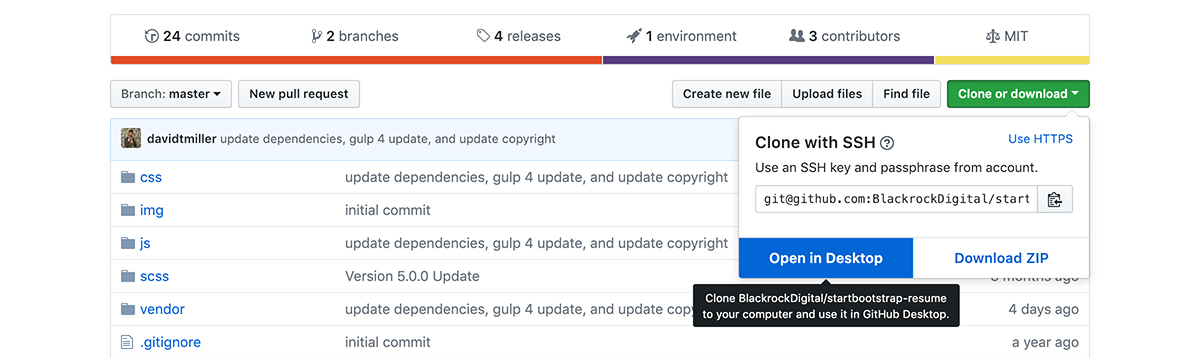 24 commits 2 branches 4 releases 1 environment 3 contributors MIT
Branch: master New pull request Create new file Upload files Find file Clone or download
davidtmiller update dependencies, gulp 4 update, and update copyright
Clone with SSH Use HTTPS
Use an SSH key and passphrase from account.
git@github.com:BlackrockDigital/start
Open in Desktop Download ZIP
Clone BlackrockDigital/startbootstrap-resume
to your computer and use it in GitHub Desktop.
css update dependencies, gulp 4 update, and update copyright
img initial commit
js update dependencies, gulp 4 update, and update copyright
scss Version 5.0.0 Update months ago
vendor update dependencies, gulp 4 update, and update 4 days ago
.gitignore initial commit a year ago